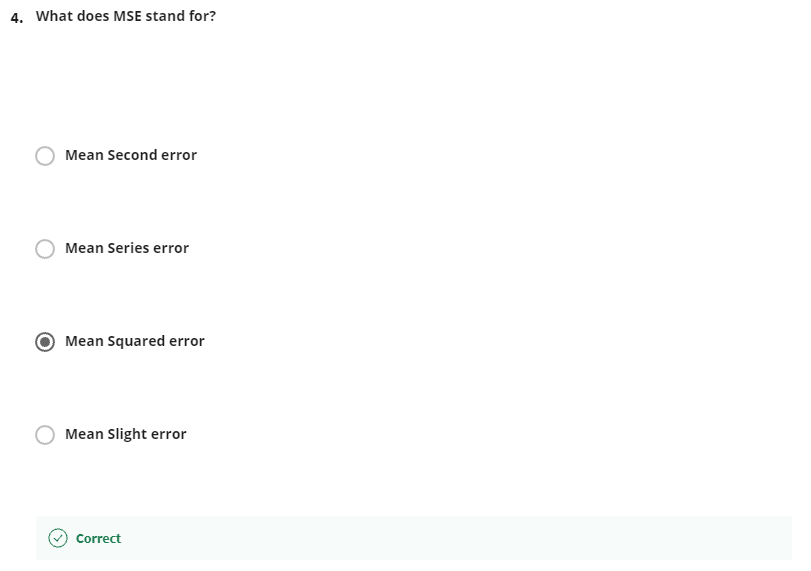 4. What does MSE stand for?
Mean Second error
Mean Series error
Mean Squared error
Mean Slight error
Correct